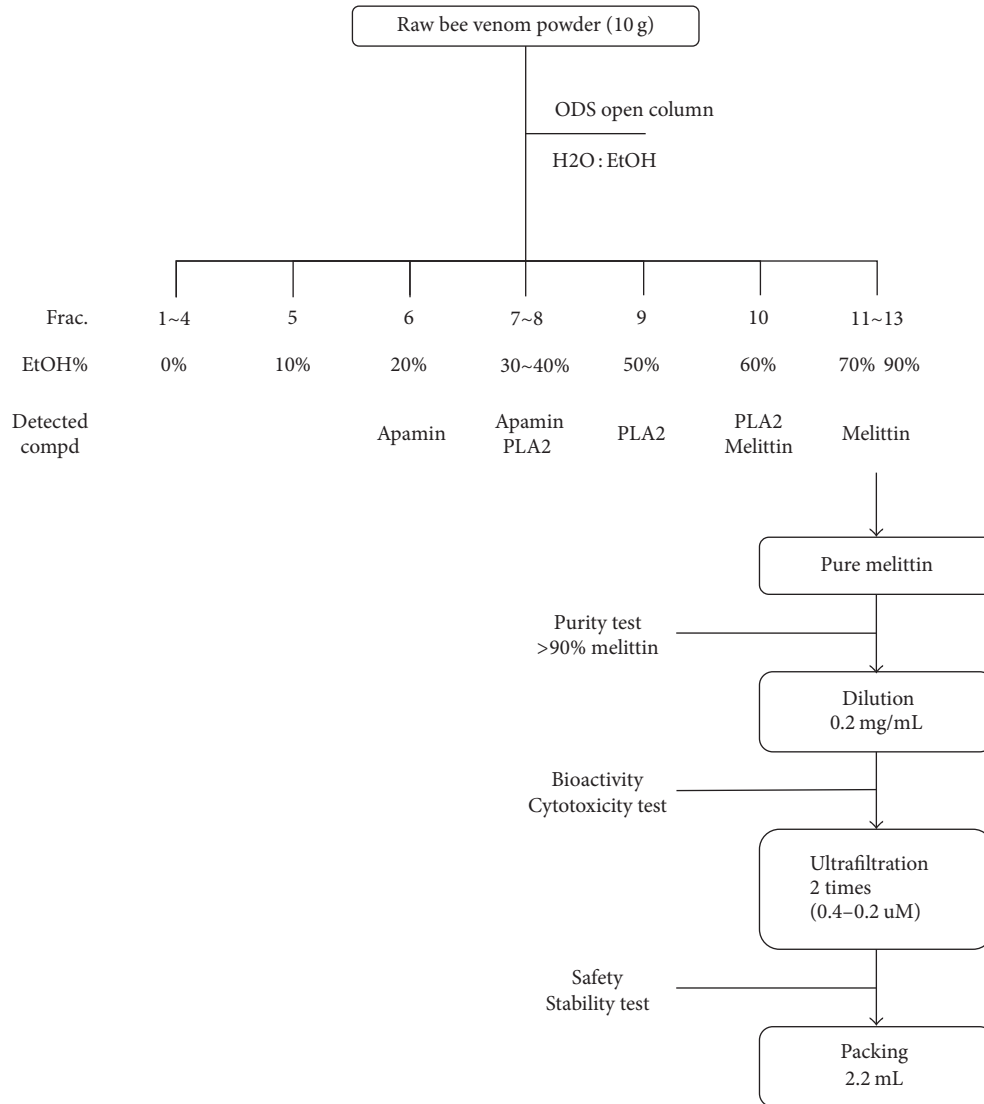 Raw bee venom powder (10 g)
ODS open column
H2O : EtOH
Frac. 1~4 5 6 7~8 9 10 11~13
EtOH% 0% 10% 20% 30~40% 50% 60% 70% 90%
Detected compd
Apamin
Apamin PLA2
PLA2
PLA2 Melittin
Melittin
Pure melittin
Purity test
>90% melittin
Dilution
0.2 mg/mL
Bioactivity
Cytotoxicity test
Ultrafiltration
2 times
(0.4–0.2 uM)
Safety
Stability test
Packing
2.2 mL